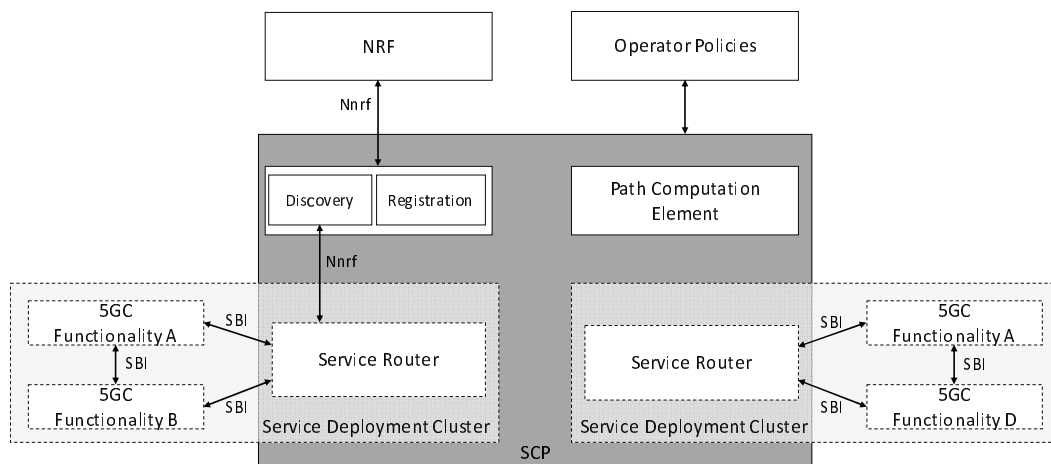 NRF
Operator Policies
Nnrf
Discovery
Registration
Path Computation
Element
Nnrf
5GC
Functionality A
SBI
Service Router
SBI
5GC
Functionality B
SBI
Service Deployment Cluster
Service Router
SBI
5GC
Functionality A
SBI
SBI
5GC
Functionality D
Service Deployment Cluster
SCP